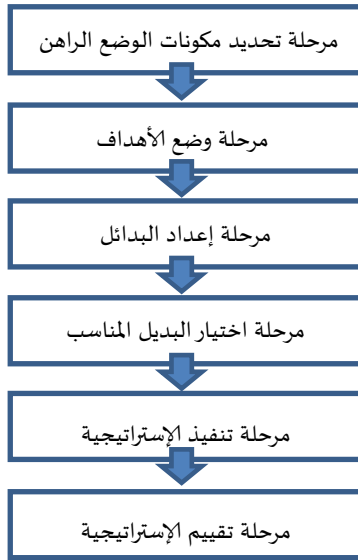 مرحلة تحديد مكونات الوضع الراهن
مرحلة وضع الأهداف
مرحلة إعداد البدائل
مرحلة اختيار البديل المناسب
مرحلة تنفيذ الإستراتيجية
مرحلة تقييم الإستراتيجية